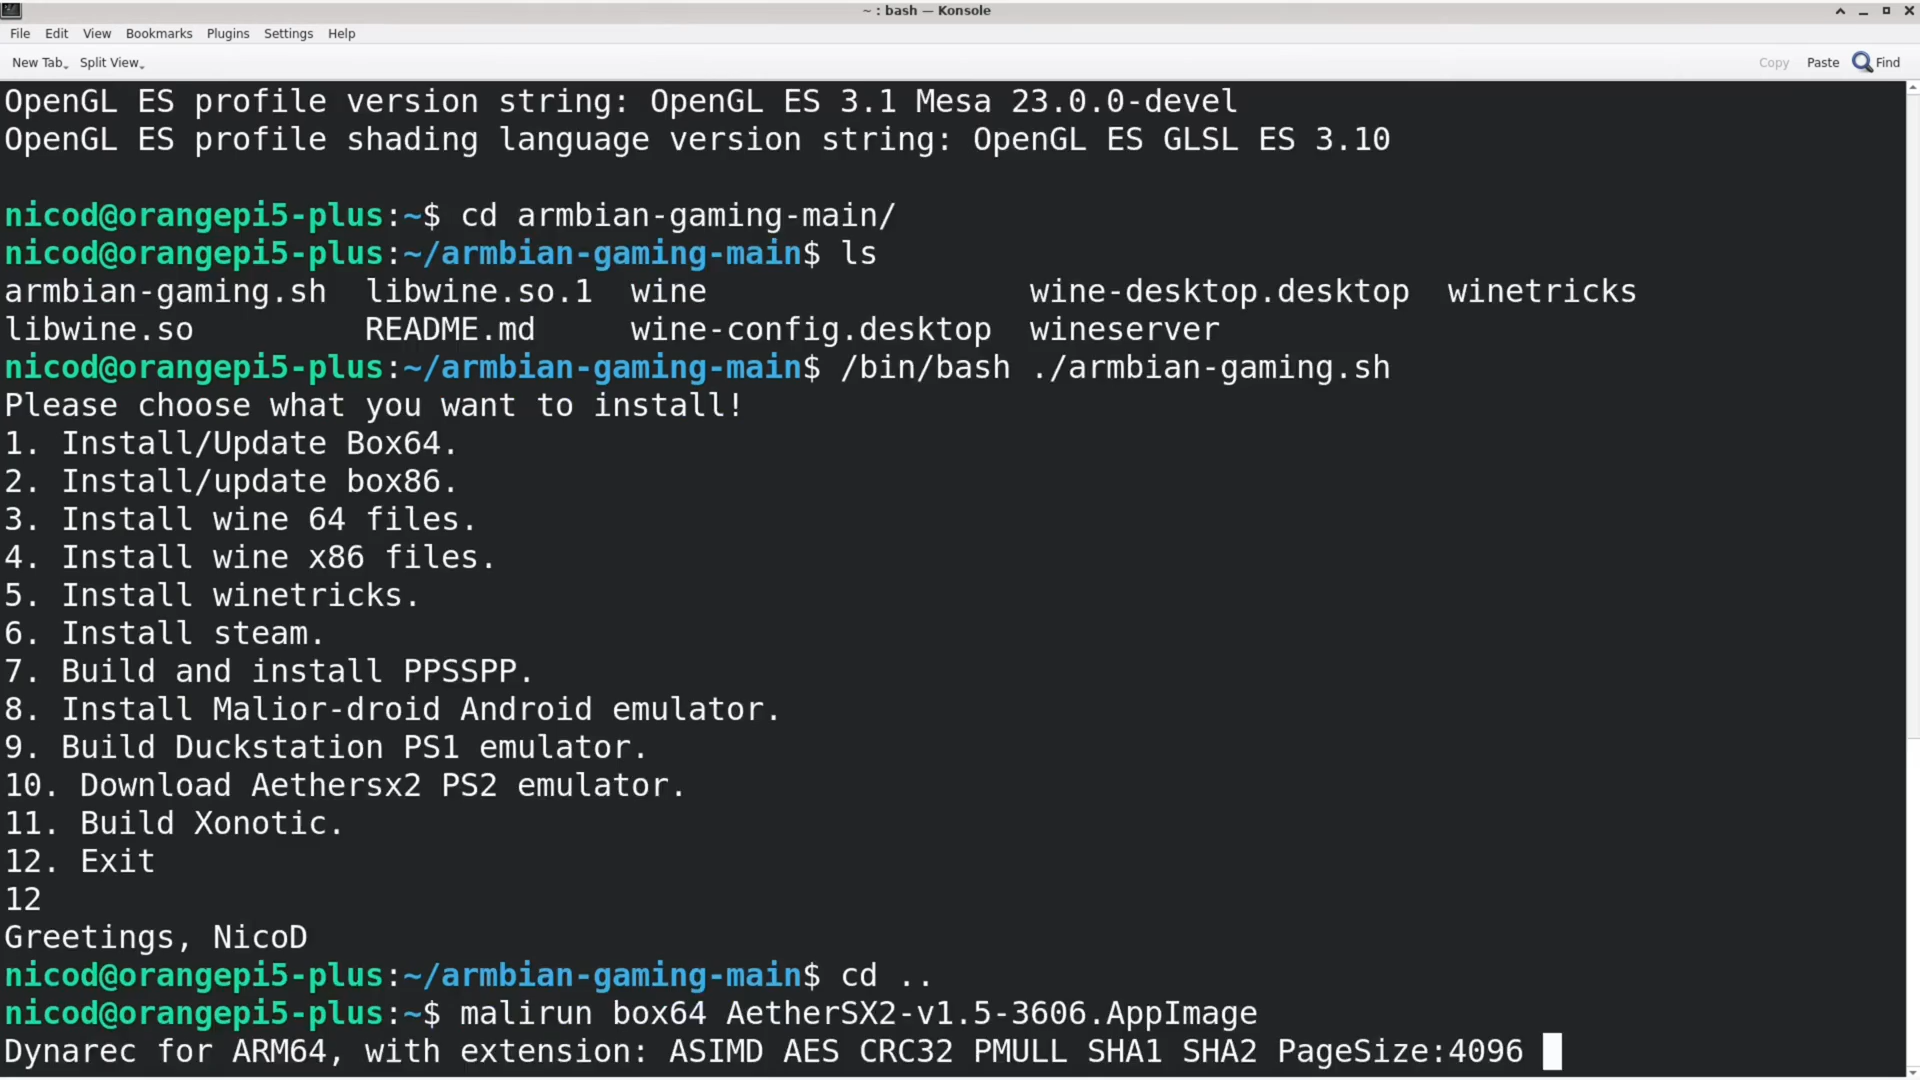 ~ : bash — Konsole
File Edit View Bookmarks Plugins Settings Help
New Tab Split View Copy Paste Find
OpenGL ES profile version string: OpenGL ES 3.1 Mesa 23.0.0-devel
OpenGL ES profile shading language version string: OpenGL ES GLSL ES 3.10
nicod@orangepi5-plus:~$ cd armbian-gaming-main/
nicod@orangepi5-plus:~/armbian-gaming-main$ ls
armbian-gaming.sh libwine.so.1 wine wine-desktop.desktop winetricks
libwine.so README.md wine-config.desktop wineserver
nicod@orangepi5-plus:~/armbian-gaming-main$ /bin/bash ./armbian-gaming.sh
Please choose what you want to install!
1. Install/Update Box64.
2. Install/update box86.
3. Install wine 64 files.
4. Install wine x86 files.
5. Install winetricks.
6. Install steam.
7. Build and install PPSSPP.
8. Install Malior-droid Android emulator.
9. Build Duckstation PS1 emulator.
10. Download Aethersx2 PS2 emulator.
11. Build Xonotic.
12. Exit
12
Greetings, NicoD
nicod@orangepi5-plus:~/armbian-gaming-main$ cd ..
nicod@orangepi5-plus:~$ malirun box64 AetherSX2-v1.5-3606.AppImage
Dynarec for ARM64, with extension: ASIMD AES CRC32 PMULL SHA1 SHA2 PageSize:4096